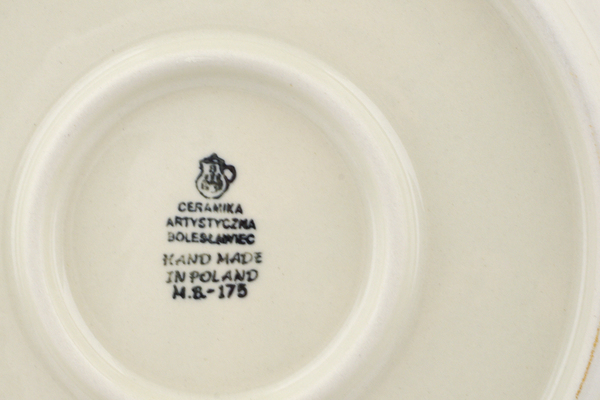 CERAMIKA
ARTYSTYCZNA
BOLESŁAWIEC
HAND MADE
IN POLAND
M.B.-175